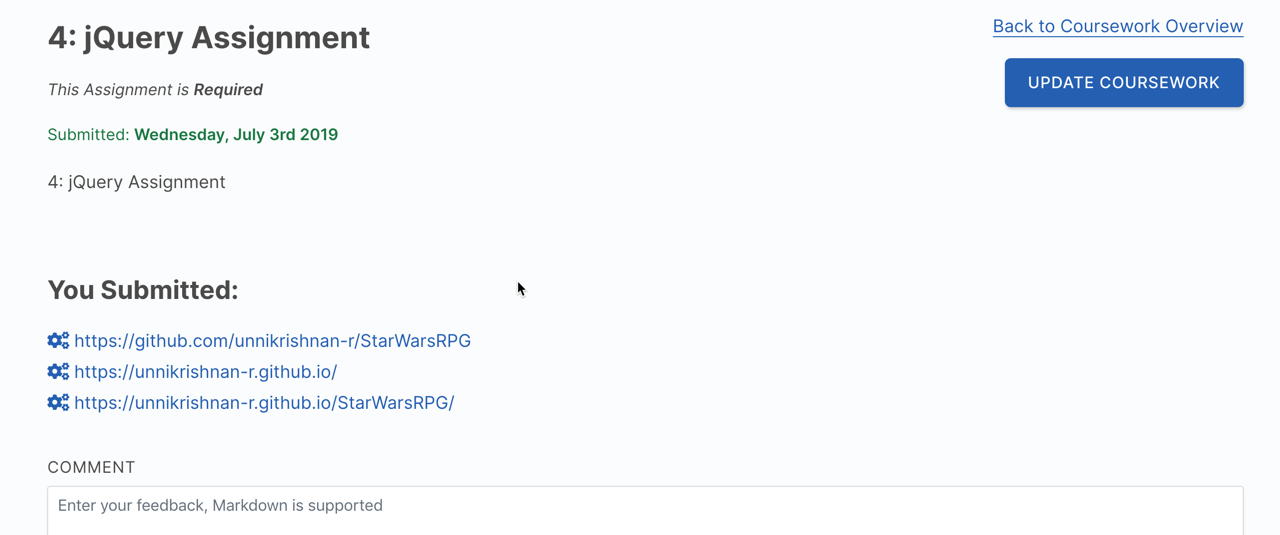 4: jQuery Assignment
Back to Coursework Overview
UPDATE COURSEWORK
This Assignment is Required
Submitted: Wednesday, July 3rd 2019
4: jQuery Assignment
You Submitted:
https://github.com/unnikrishnan-r/StarWarsRPG
https://unnikrishnan-r.github.io/
https://unnikrishnan-r.github.io/StarWarsRPG/
COMMENT
Enter your feedback, Markdown is supported